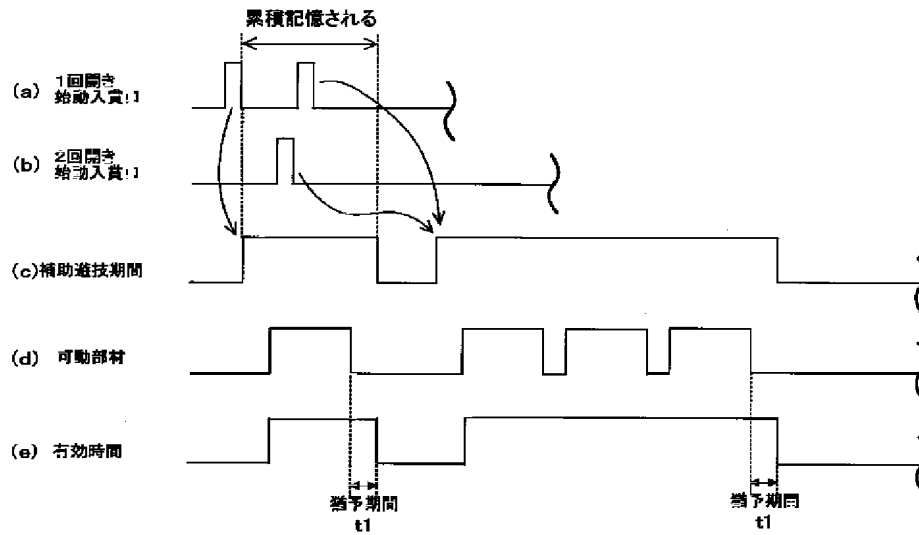 累積記憶される
(a) 1回開き
始動入賞口
(b) 2回開き
始動入賞口
(c)補助遊技期間
(d) 可動部材
(e) 有効時間
猶予期間
t1
猶予期間
t1